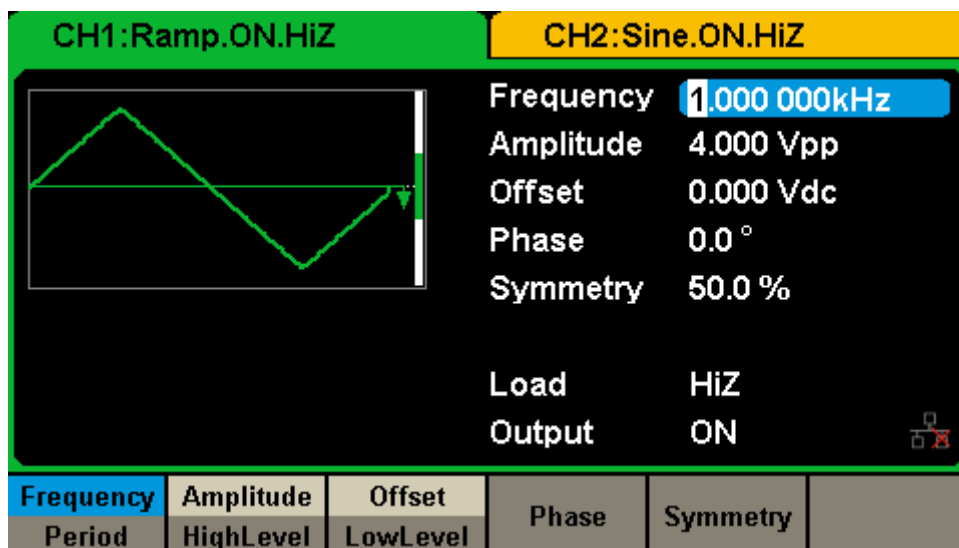 CH1:Ramp.ON.HiZ
CH2:Sine.ON.HiZ
Frequency 1.000 000kHz
Amplitude 4.000 Vpp
Offset 0.000 Vdc
Phase 0.0 °
Symmetry 50.0 %
Load HiZ
Output ON
Frequency Amplitude Offset Phase Symmetry
Period HighLevel LowLevel